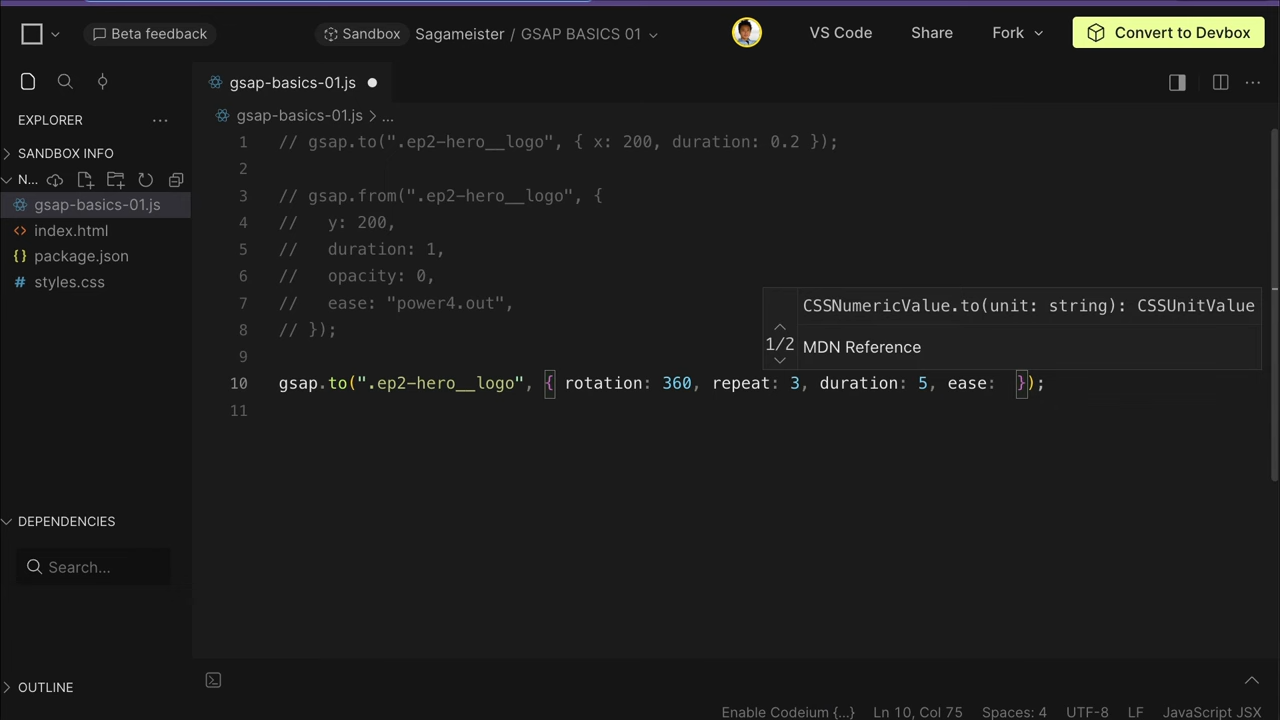 Beta feedback
Sandbox Sagameister / GSAP BASICS 01
VS Code Share Fork Convert to Devbox
gsap-basics-01.js
EXPLORER ...
gsap-basics-01.js > ...
SANDBOX INFO
N...
gsap-basics-01.js
index.html
package.json
styles.css
1 // gsap.to(".ep2-hero__logo", { x: 200, duration: 0.2 });
2
3 // gsap.from(".ep2-hero__logo", {
4 //   y: 200,
5 //   duration: 1,
6 //   opacity: 0,
7 //   ease: "power4.out",
8 // });
9
10 gsap.to(".ep2-hero__logo", { rotation: 360, repeat: 3, duration: 5, ease:  });
11
CSSNumericValue.to(unit: string): CSSUnitValue
1/2 MDN Reference
DEPENDENCIES
Search...
OUTLINE
Enable Codeium {...} Ln 10, Col 75 Spaces: 4 UTF-8 LF JavaScript JSX